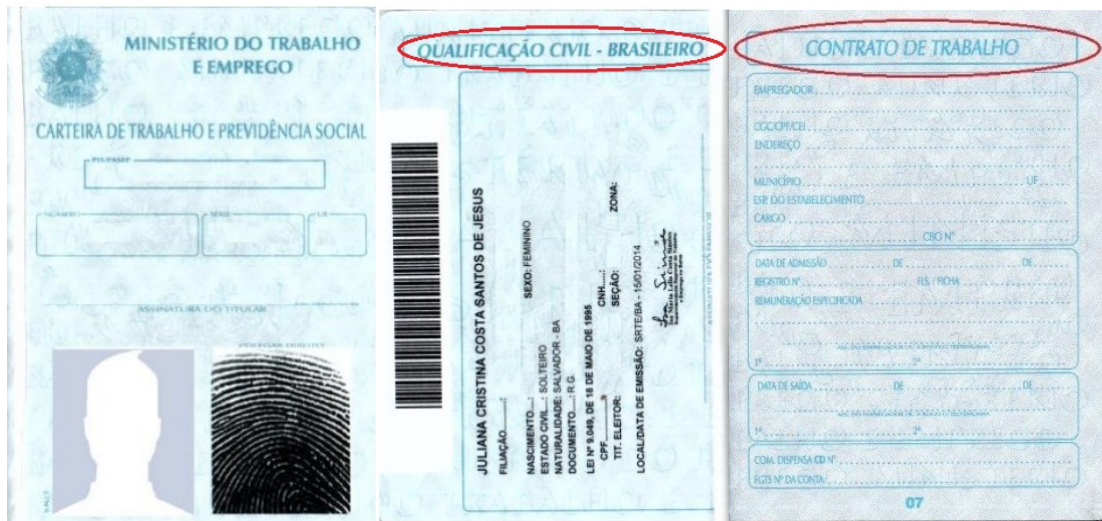 MINISTÉRIO DO TRABALHO
E EMPREGO
CARTEIRA DE TRABALHO E PREVIDÊNCIA SOCIAL
PIS/PASEP
NÚMERO SÉRIE UF
ASSINATURA DO TITULAR
POLEGAR DIREITO
QUALIFICAÇÃO CIVIL - BRASILEIRO
JULIANA CRISTINA COSTA SANTOS DE JESUS
FILIAÇÃO......:
NASCIMENTO....: SEXO: FEMININO
ESTADO CIVIL...: SOLTEIRO
NATURALIDADE: SALVADOR - BA
DOCUMENTO....: R.G.
LEI Nº 9.049, DE 18 DE MAIO DE 1995
CPF............: CNH....:
TIT. ELEITOR: SEÇÃO: ZONA:
LOCAL/DATA DE EMISSÃO: SRTE/BA - 15/01/2014
CONTRATO DE TRABALHO
EMPREGADOR
CGC/CPF/CEI
ENDEREÇO
MUNICÍPIO UF
ESP. DO ESTABELECIMENTO
CARGO
CBO Nº
DATA DE ADMISSÃO DE DE
REGISTRO Nº FLS. / FICHA
REMUNERAÇÃO ESPECIFICADA
1ª 2ª
DATA DE SAÍDA DE DE
1ª 2ª
COM. DISPENSA CD Nº
FGTS Nº DA CONTA
07